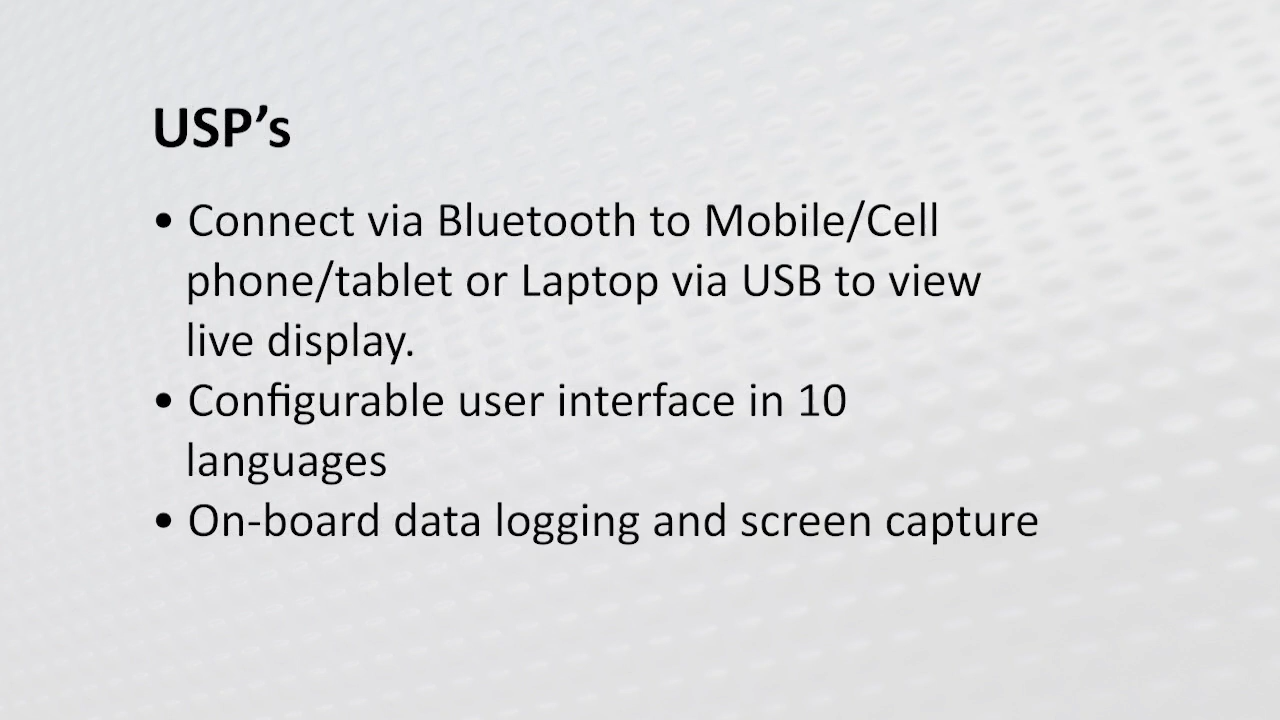 USP’s
• Connect via Bluetooth to Mobile/Cell
phone/tablet or Laptop via USB to view
live display.
• Configurable user interface in 10
languages
• On-board data logging and screen capture